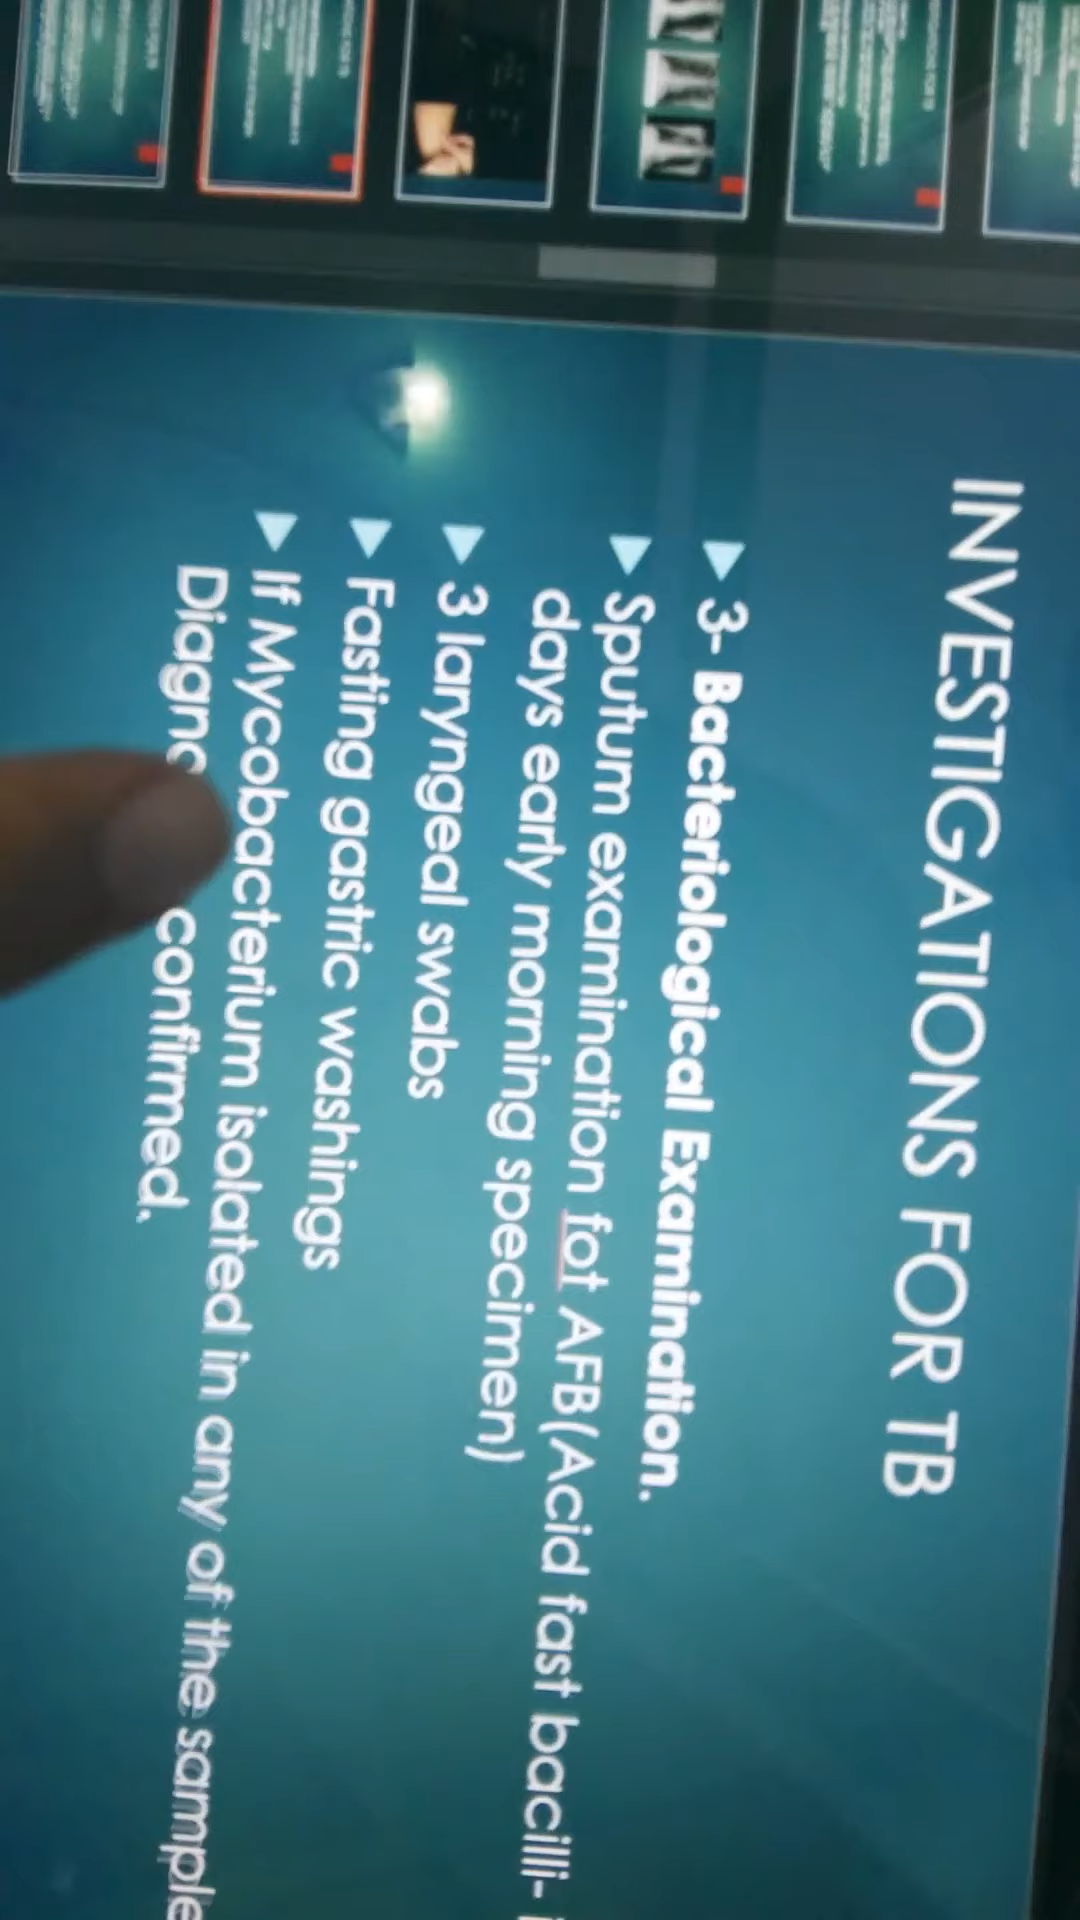 INVESTIGATIONS FOR TB
3- Bacteriological Examination.
Sputum examination fot AFB(Acid fast bacilli-
days early morning specimen)
3 laryngeal swabs
Fasting gastric washings
If Mycobacterium isolated in any of the sample
confirmed.